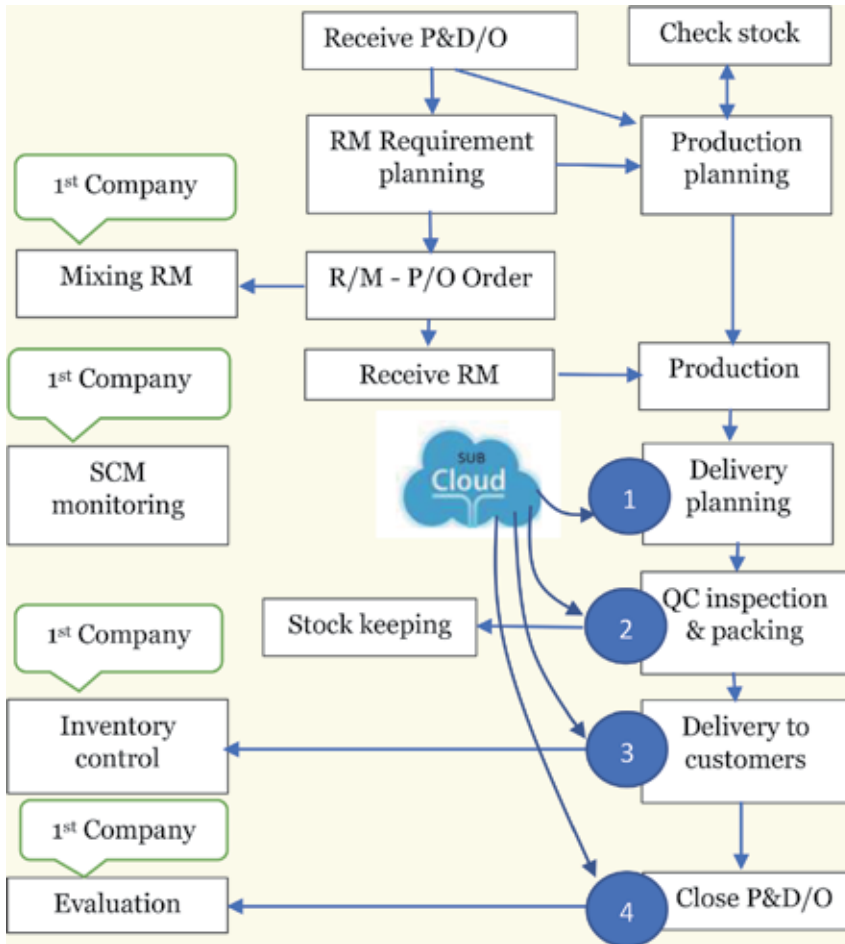 Receive P&D/O
Check stock
RM Requirement
planning
Production
planning
1st Company
Mixing RM
R/M - P/O Order
1st Company
Receive RM
Production
SCM
monitoring
SUB
Cloud
1
Delivery
planning
1st Company
Stock keeping
2
QC inspection
& packing
Inventory
control
3
Delivery to
customers
1st Company
Evaluation
4
Close P&D/O